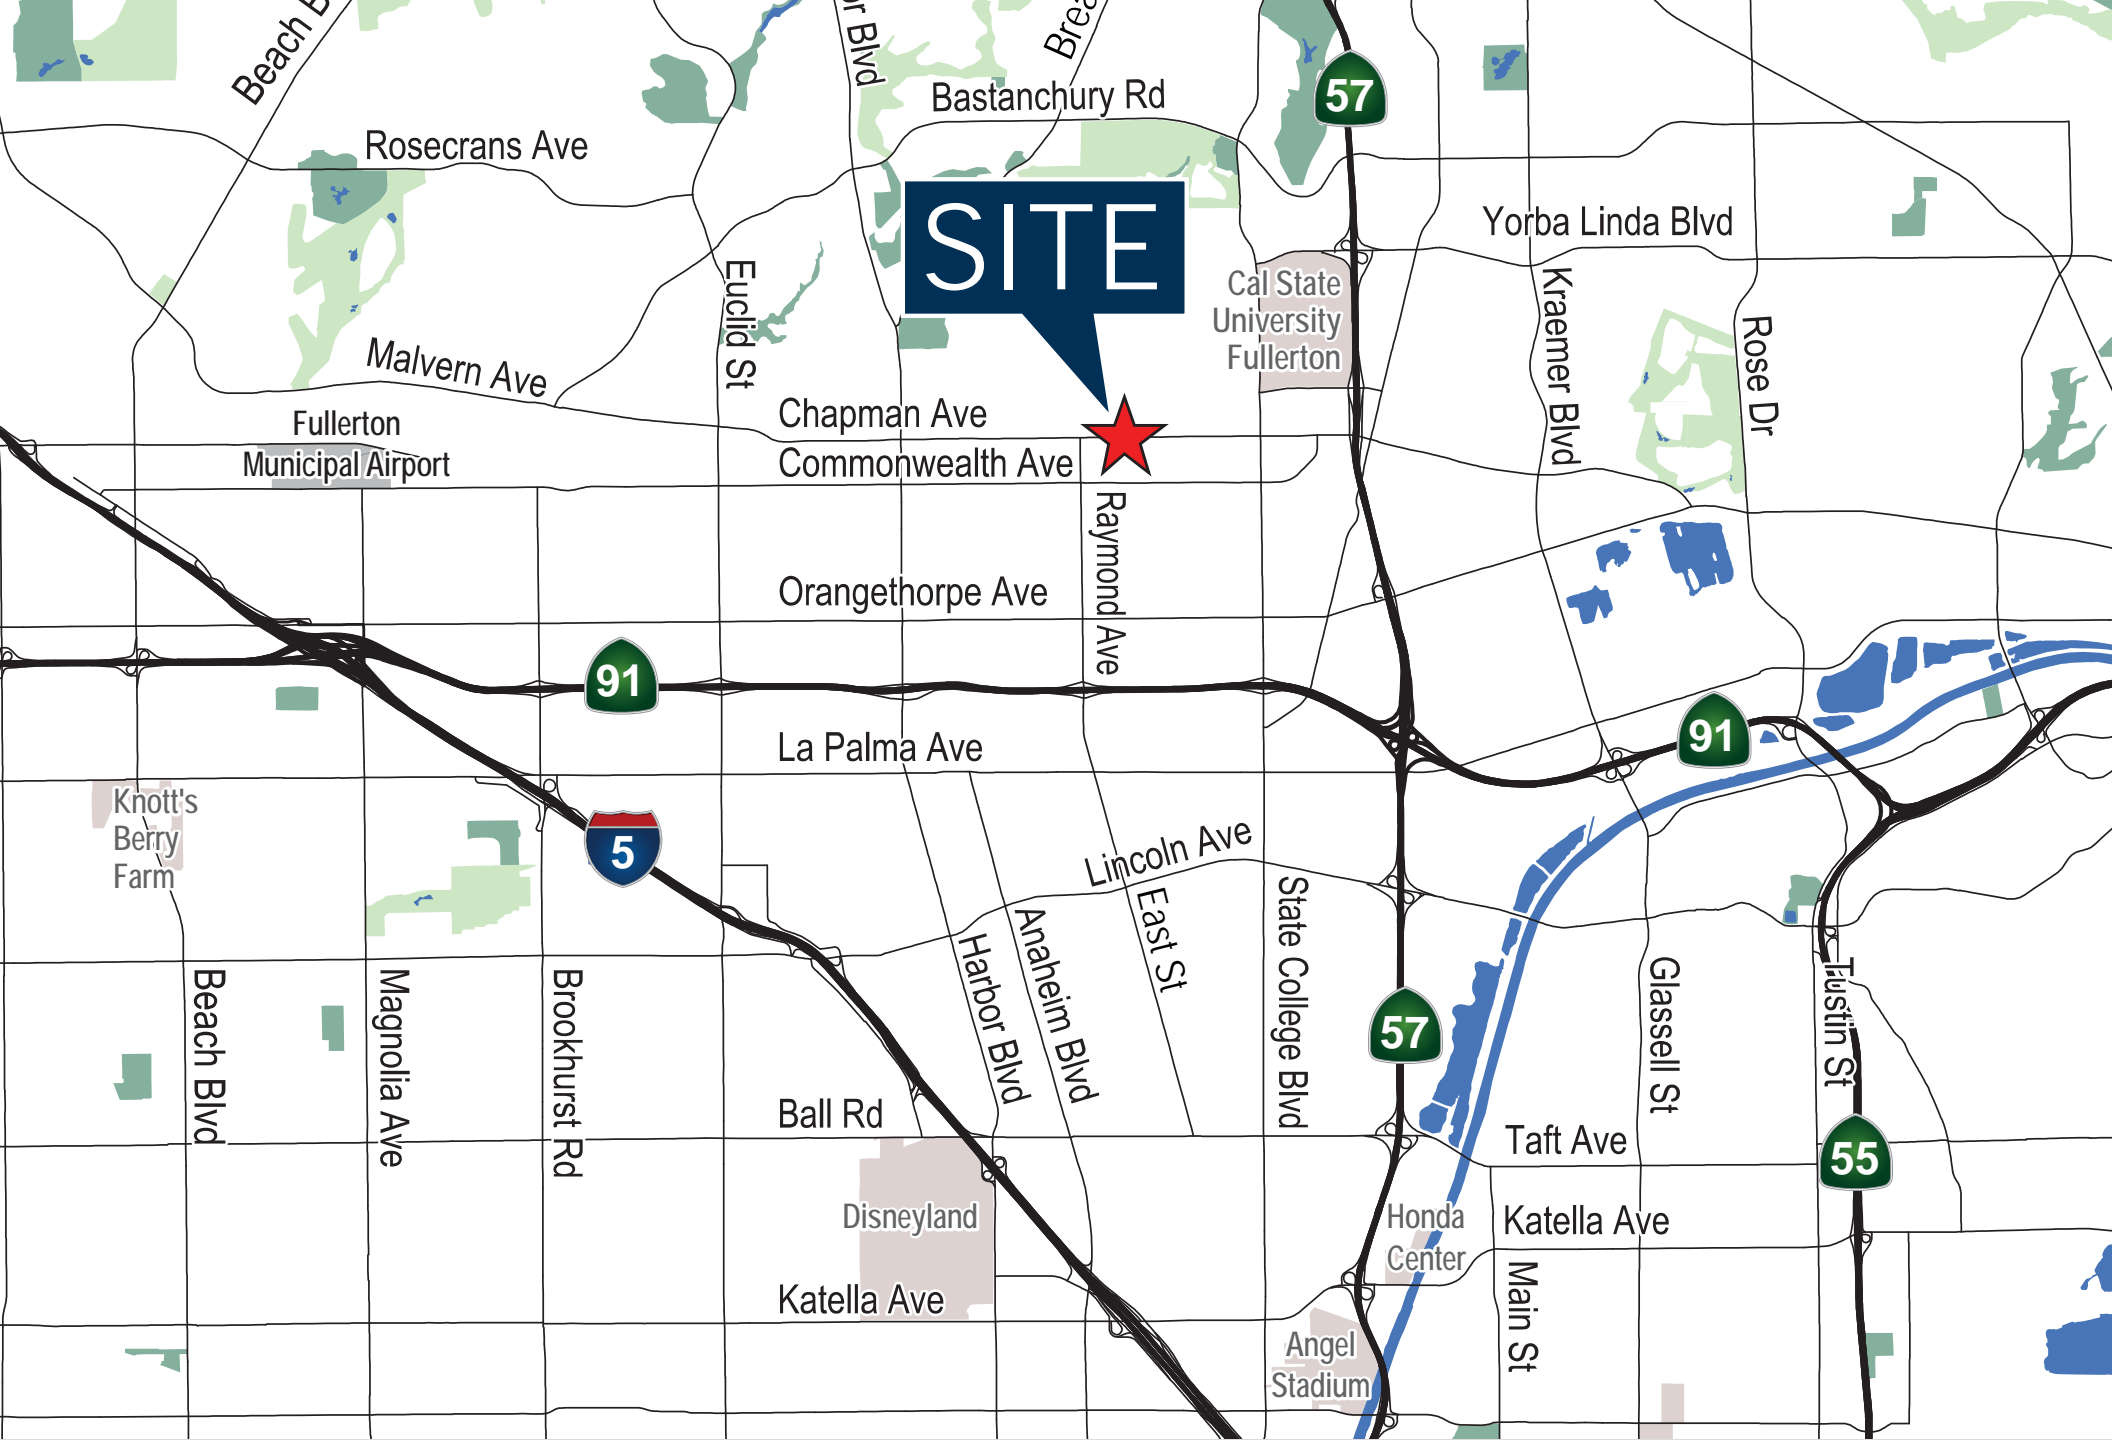 Beach B
or Blvd
Brea
57
Bastanchury Rd
Rosecrans Ave
SITE
Yorba Linda Blvd
Euclid St
Cal State
University
Fullerton
Kraemer Blvd
Rose Dr
Malvern Ave
Chapman Ave
Fullerton
Municipal Airport
Commonwealth Ave
Raymond Ave
Orangethorpe Ave
91
91
La Palma Ave
Knott's
Berry
Farm
5
Lincoln Ave
East St
State College Blvd
Anaheim Blvd
Harbor Blvd
Beach Blvd
Magnolia Ave
Brookhurst Rd
Glassell St
Tustin St
57
Ball Rd
Taft Ave
55
Disneyland
Honda
Center
Katella Ave
Main St
Katella Ave
Angel
Stadium